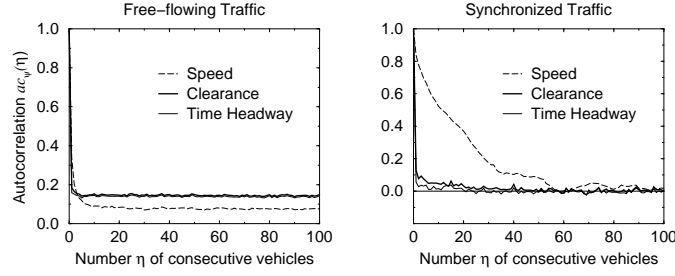 Free−flowing Traffic
Autocorrelation ac_ψ(η)
1.0
0.8
0.6
0.4
0.2
0.0
Speed
Clearance
Time Headway
0 20 40 60 80 100
Number η of consecutive vehicles
Synchronized Traffic
1.0
0.8
0.6
0.4
0.2
0.0
Speed
Clearance
Time Headway
0 20 40 60 80 100
Number η of consecutive vehicles